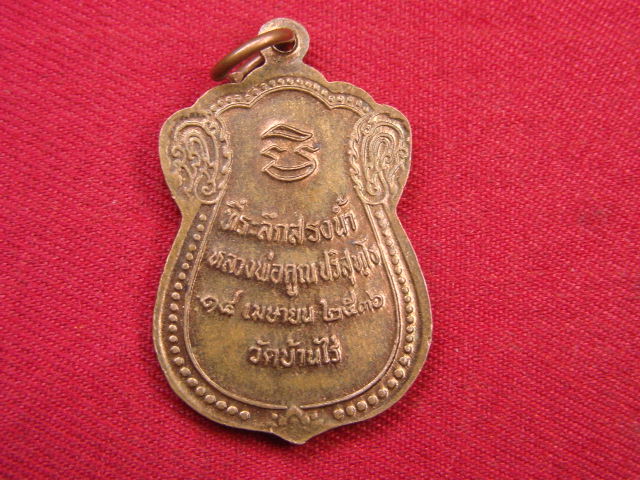 ที่ระลึกสรงน้ำ
หลวงพ่อคูณ ปริสุทโธ
๑๔ เมษายน ๒๕๓๖
วัดบ้านไร่